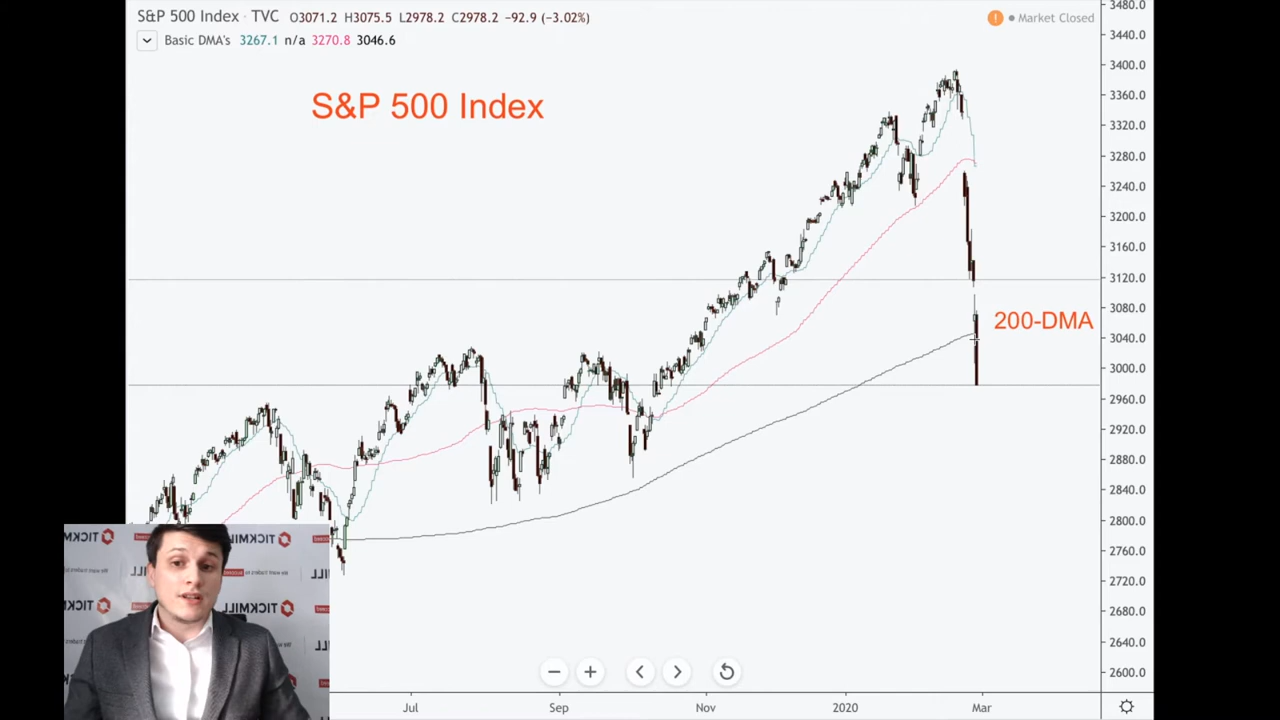 S&P 500 Index · TVC O3071.2 H3075.5 L2978.2 C2978.2 −92.9 (−3.02%)
Market Closed
Basic DMA's 3267.1 n/a 3270.8 3046.6
S&P 500 Index
200-DMA
3480.0
3440.0
3400.0
3360.0
3320.0
3280.0
3240.0
3200.0
3160.0
3120.0
3080.0
3040.0
3000.0
2960.0
2920.0
2880.0
2840.0
2800.0
2760.0
2720.0
2680.0
2640.0
2600.0
Jul Sep Nov 2020 Mar
TICKMILL
TICKMILL
TICKMILL
TICKMILL